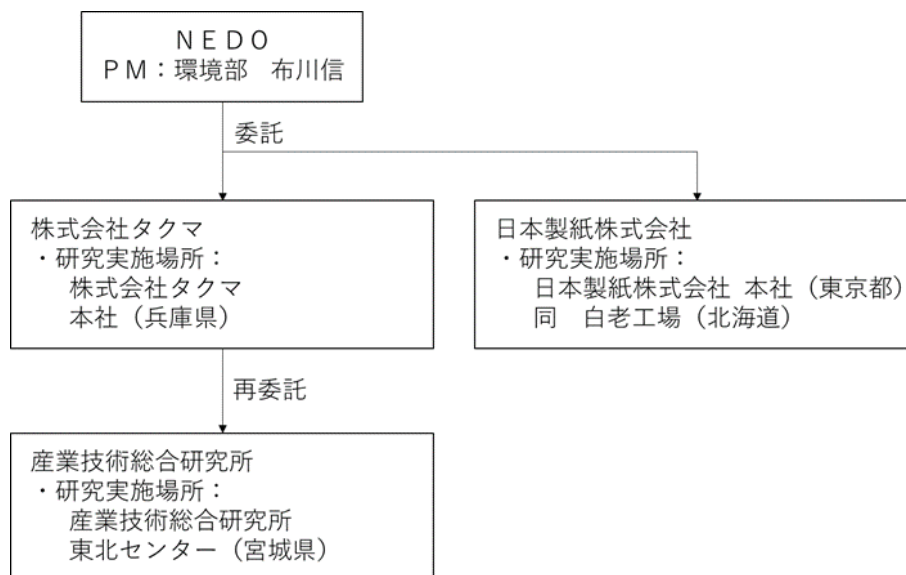 ＮＥＤＯ
ＰＭ：環境部　布川信
委託
株式会社タクマ
・研究実施場所：
株式会社タクマ
本社（兵庫県）
日本製紙株式会社
・研究実施場所：
日本製紙株式会社 本社（東京都）
同　白老工場（北海道）
再委託
産業技術総合研究所
・研究実施場所：
産業技術総合研究所
東北センター（宮城県）